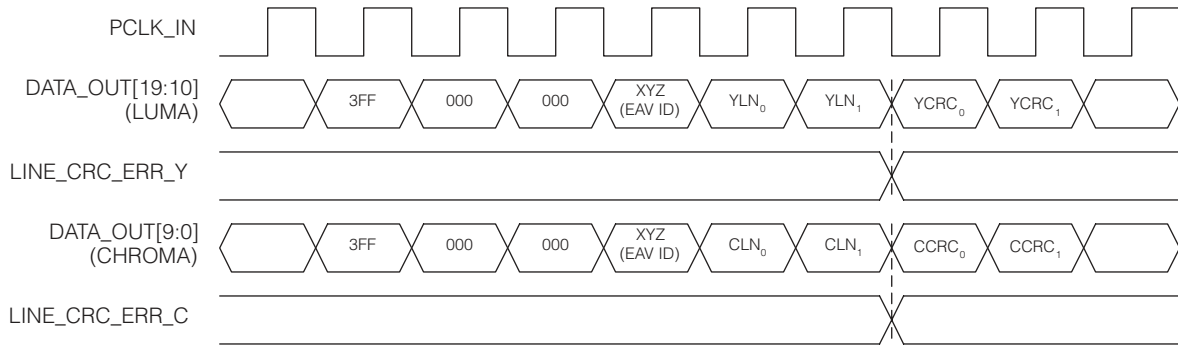 PCLK_IN
DATA_OUT[19:10]
(LUMA)
3FF
000
000
XYZ
(EAV ID)
YLN₀
YLN₁
YCRC₀
YCRC₁
LINE_CRC_ERR_Y
DATA_OUT[9:0]
(CHROMA)
3FF
000
000
XYZ
(EAV ID)
CLN₀
CLN₁
CCRC₀
CCRC₁
LINE_CRC_ERR_C